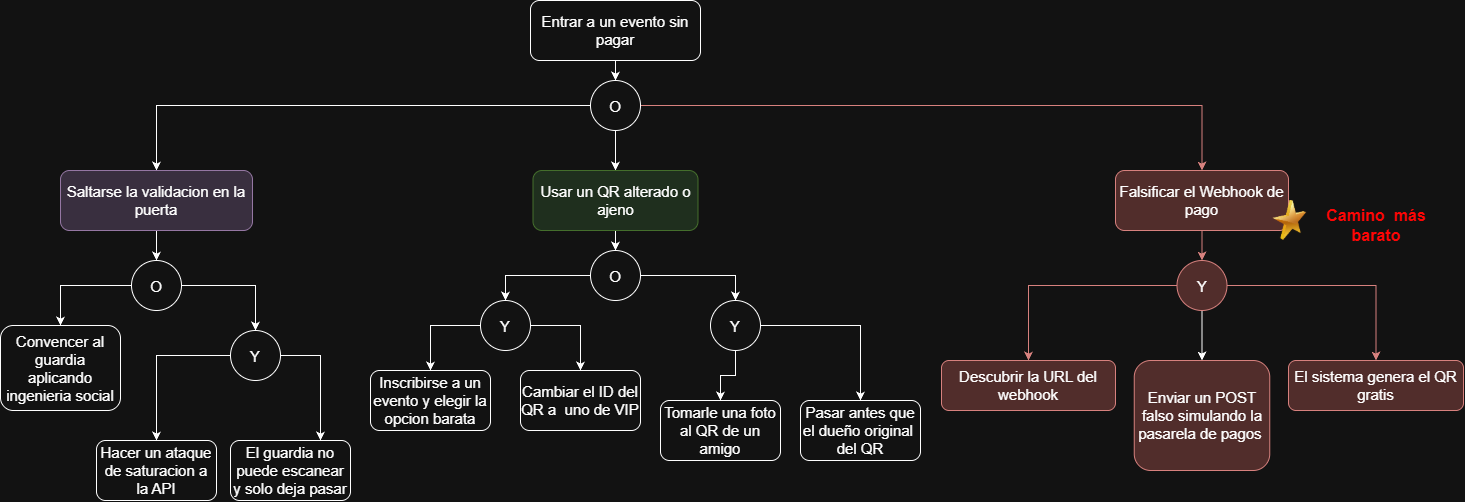 Entrar a un evento sin
pagar
O
Saltarse la validacion en la
puerta
Usar un QR alterado o
ajeno
Falsificar el Webhook de
pago
Camino más
barato
O
O
Y
Convencer al
guardia
aplicando
ingenieria social
Y
Y
Y
Inscribirse a un
evento y elegir la
opcion barata
Cambiar el ID del
QR a uno de VIP
Tomarle una foto
al QR de un
amigo
Pasar antes que
el dueño original
del QR
Descubrir la URL del
webhook
Enviar un POST
falso simulando la
pasarela de pagos
El sistema genera el QR
gratis
Hacer un ataque
de saturacion a
la API
El guardia no
puede escanear
y solo deja pasar